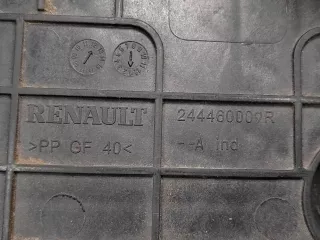 RENAULT
244460009R
>PP GF 40<
--A Ind